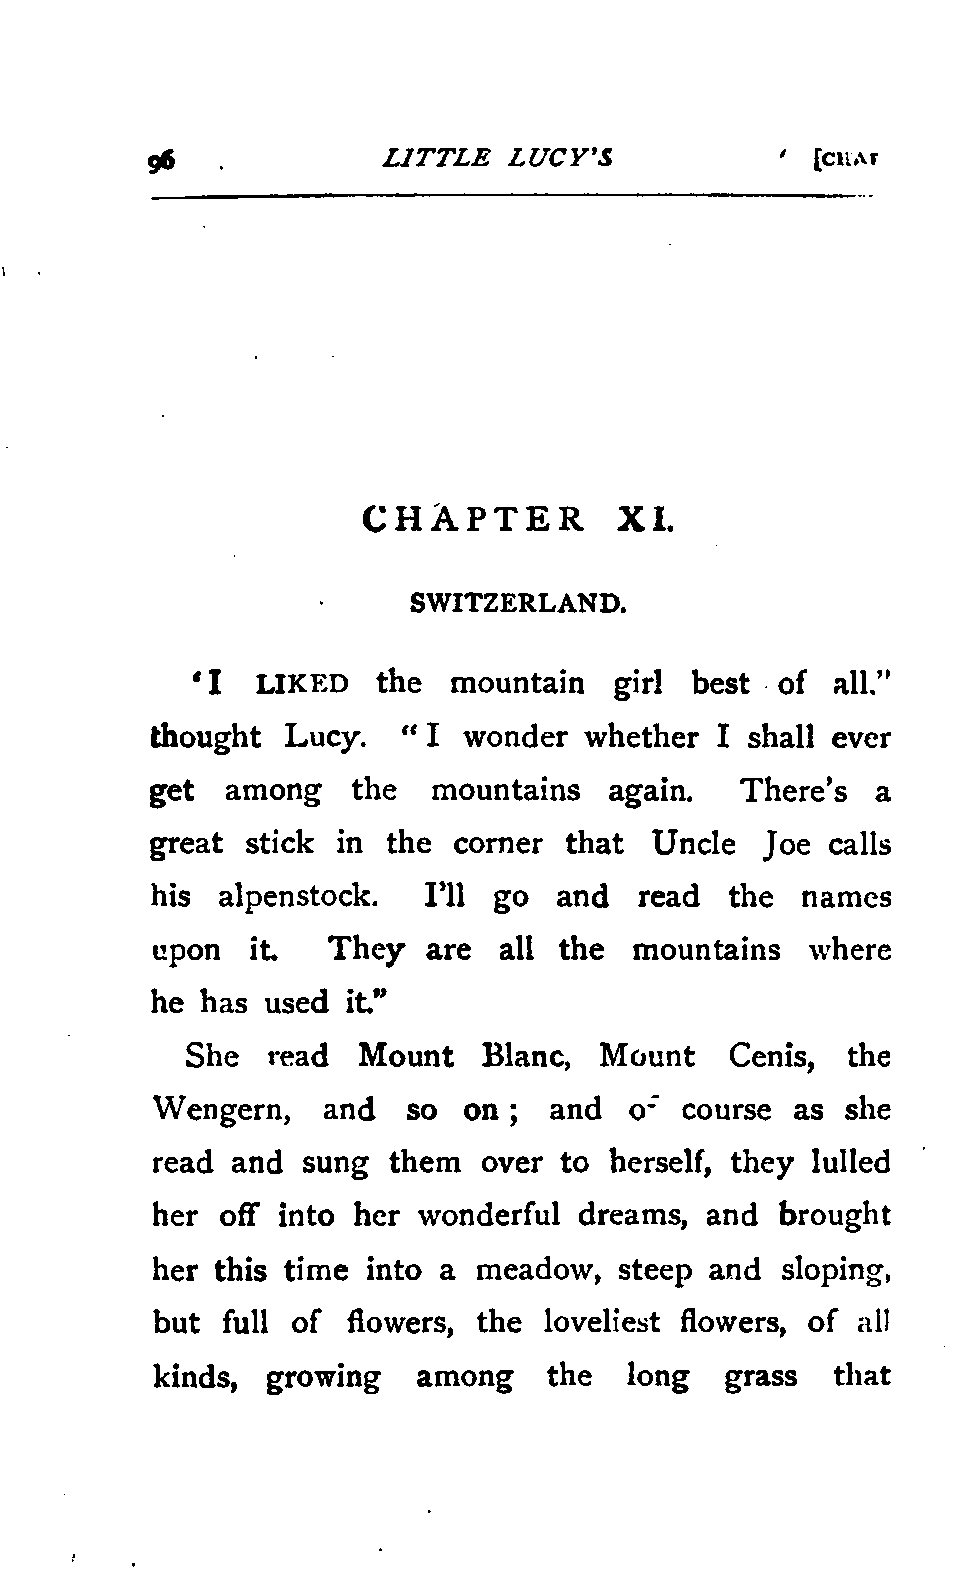 96 LITTLE LUCY'S [CHAP
CHAPTER XI.
SWITZERLAND.
'I LIKED the mountain girl best of all."
thought Lucy. "I wonder whether I shall ever
get among the mountains again. There's a
great stick in the corner that Uncle Joe calls
his alpenstock. I'll go and read the names
upon it. They are all the mountains where
he has used it."
She read Mount Blanc, Mount Cenis, the
Wengern, and so on; and of course as she
read and sung them over to herself, they lulled
her off into her wonderful dreams, and brought
her this time into a meadow, steep and sloping,
but full of flowers, the loveliest flowers, of all
kinds, growing among the long grass that